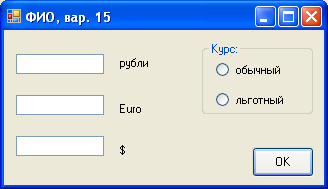 ФИО, вар. 15
рубли
Euro
$
Курс:
обычный
льготный
OK